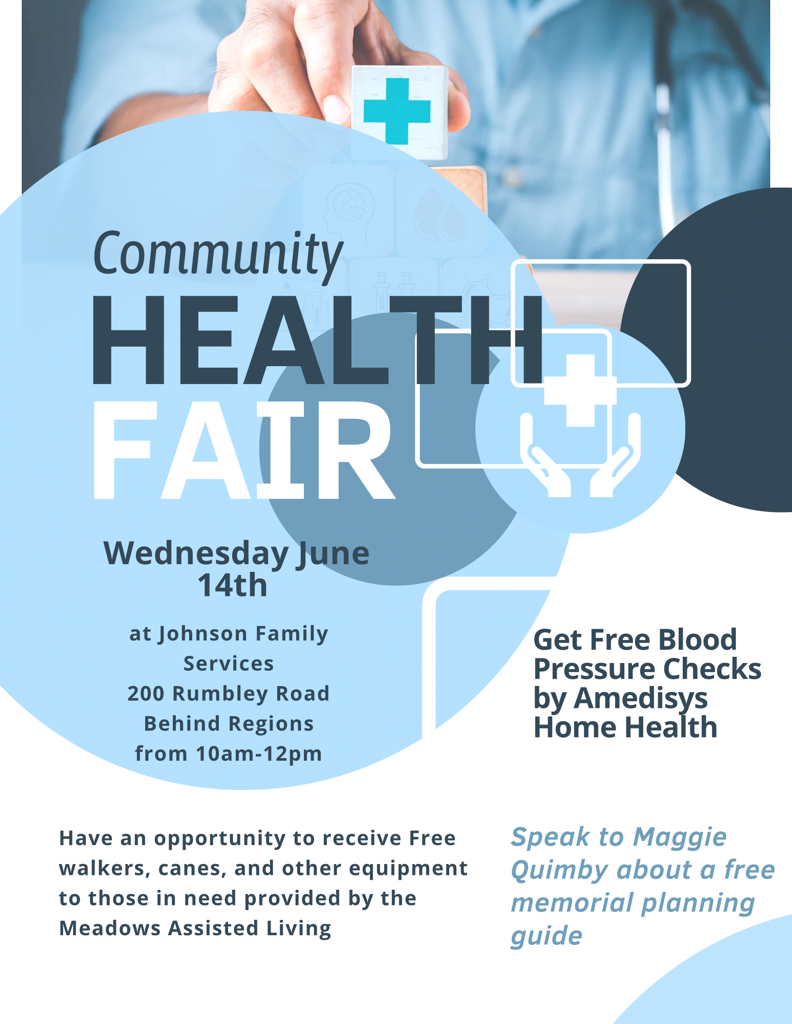 Community
HEALTH
FAIR
Wednesday June
14th
at Johnson Family
Services
200 Rumbley Road
Behind Regions
from 10am-12pm
Get Free Blood
Pressure Checks
by Amedisys
Home Health
Have an opportunity to receive Free
walkers, canes, and other equipment
to those in need provided by the
Meadows Assisted Living
Speak to Maggie
Quimby about a free
memorial planning
guide